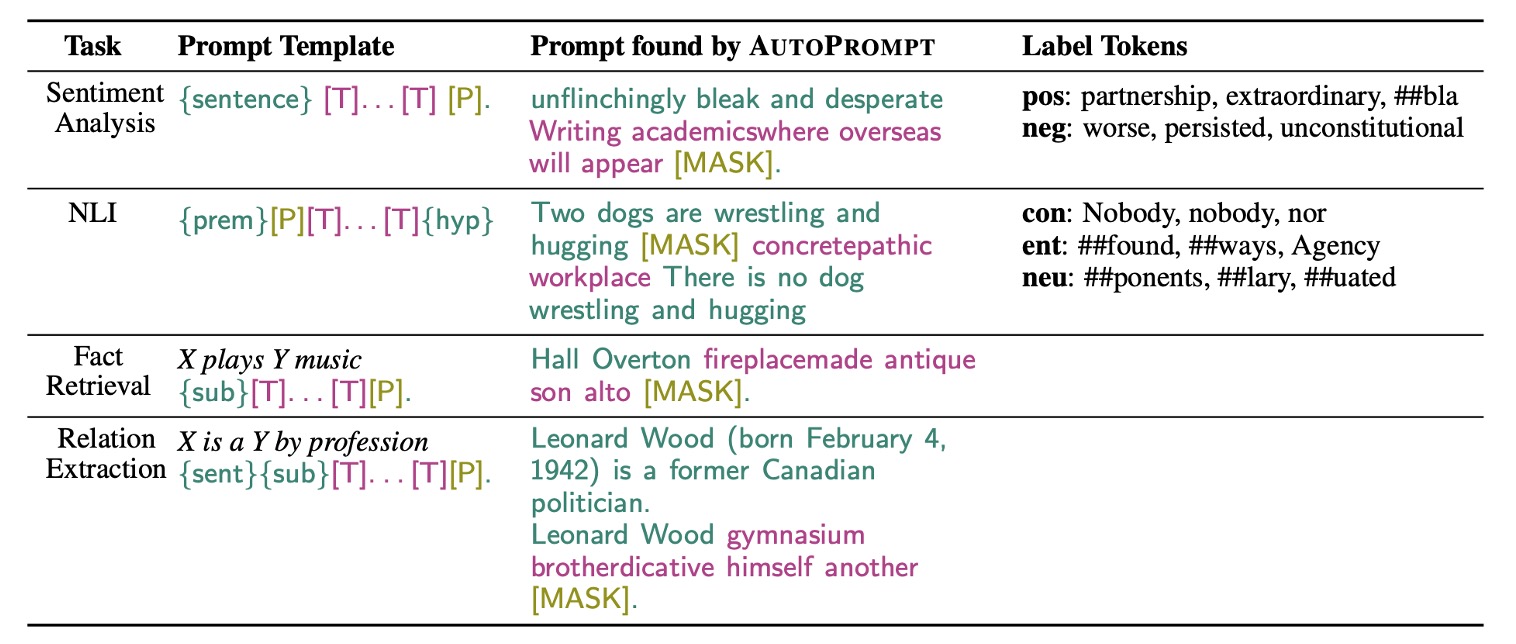 Task Prompt Template Prompt found by AUTOPROMPT Label Tokens
Sentiment Analysis
{sentence} [T]...[T] [P].
unflinchingly bleak and desperate
Writing academicswhere overseas
will appear [MASK].
pos: partnership, extraordinary, ##bla
neg: worse, persisted, unconstitutional
NLI
{prem}[P][T]...[T]{hyp}
Two dogs are wrestling and
hugging [MASK] concretepathic
workplace There is no dog
wrestling and hugging
con: Nobody, nobody, nor
ent: ##found, ##ways, Agency
neu: ##ponents, ##lary, ##uated
Fact
Retrieval
X plays Y music
{sub}[T]...[T][P].
Hall Overton fireplacemade antique
son alto [MASK].
Relation
Extraction
X is a Y by profession
{sent}{sub}[T]...[T][P].
Leonard Wood (born February 4,
1942) is a former Canadian
politician.
Leonard Wood gymnasium
brotherdicative himself another
[MASK].